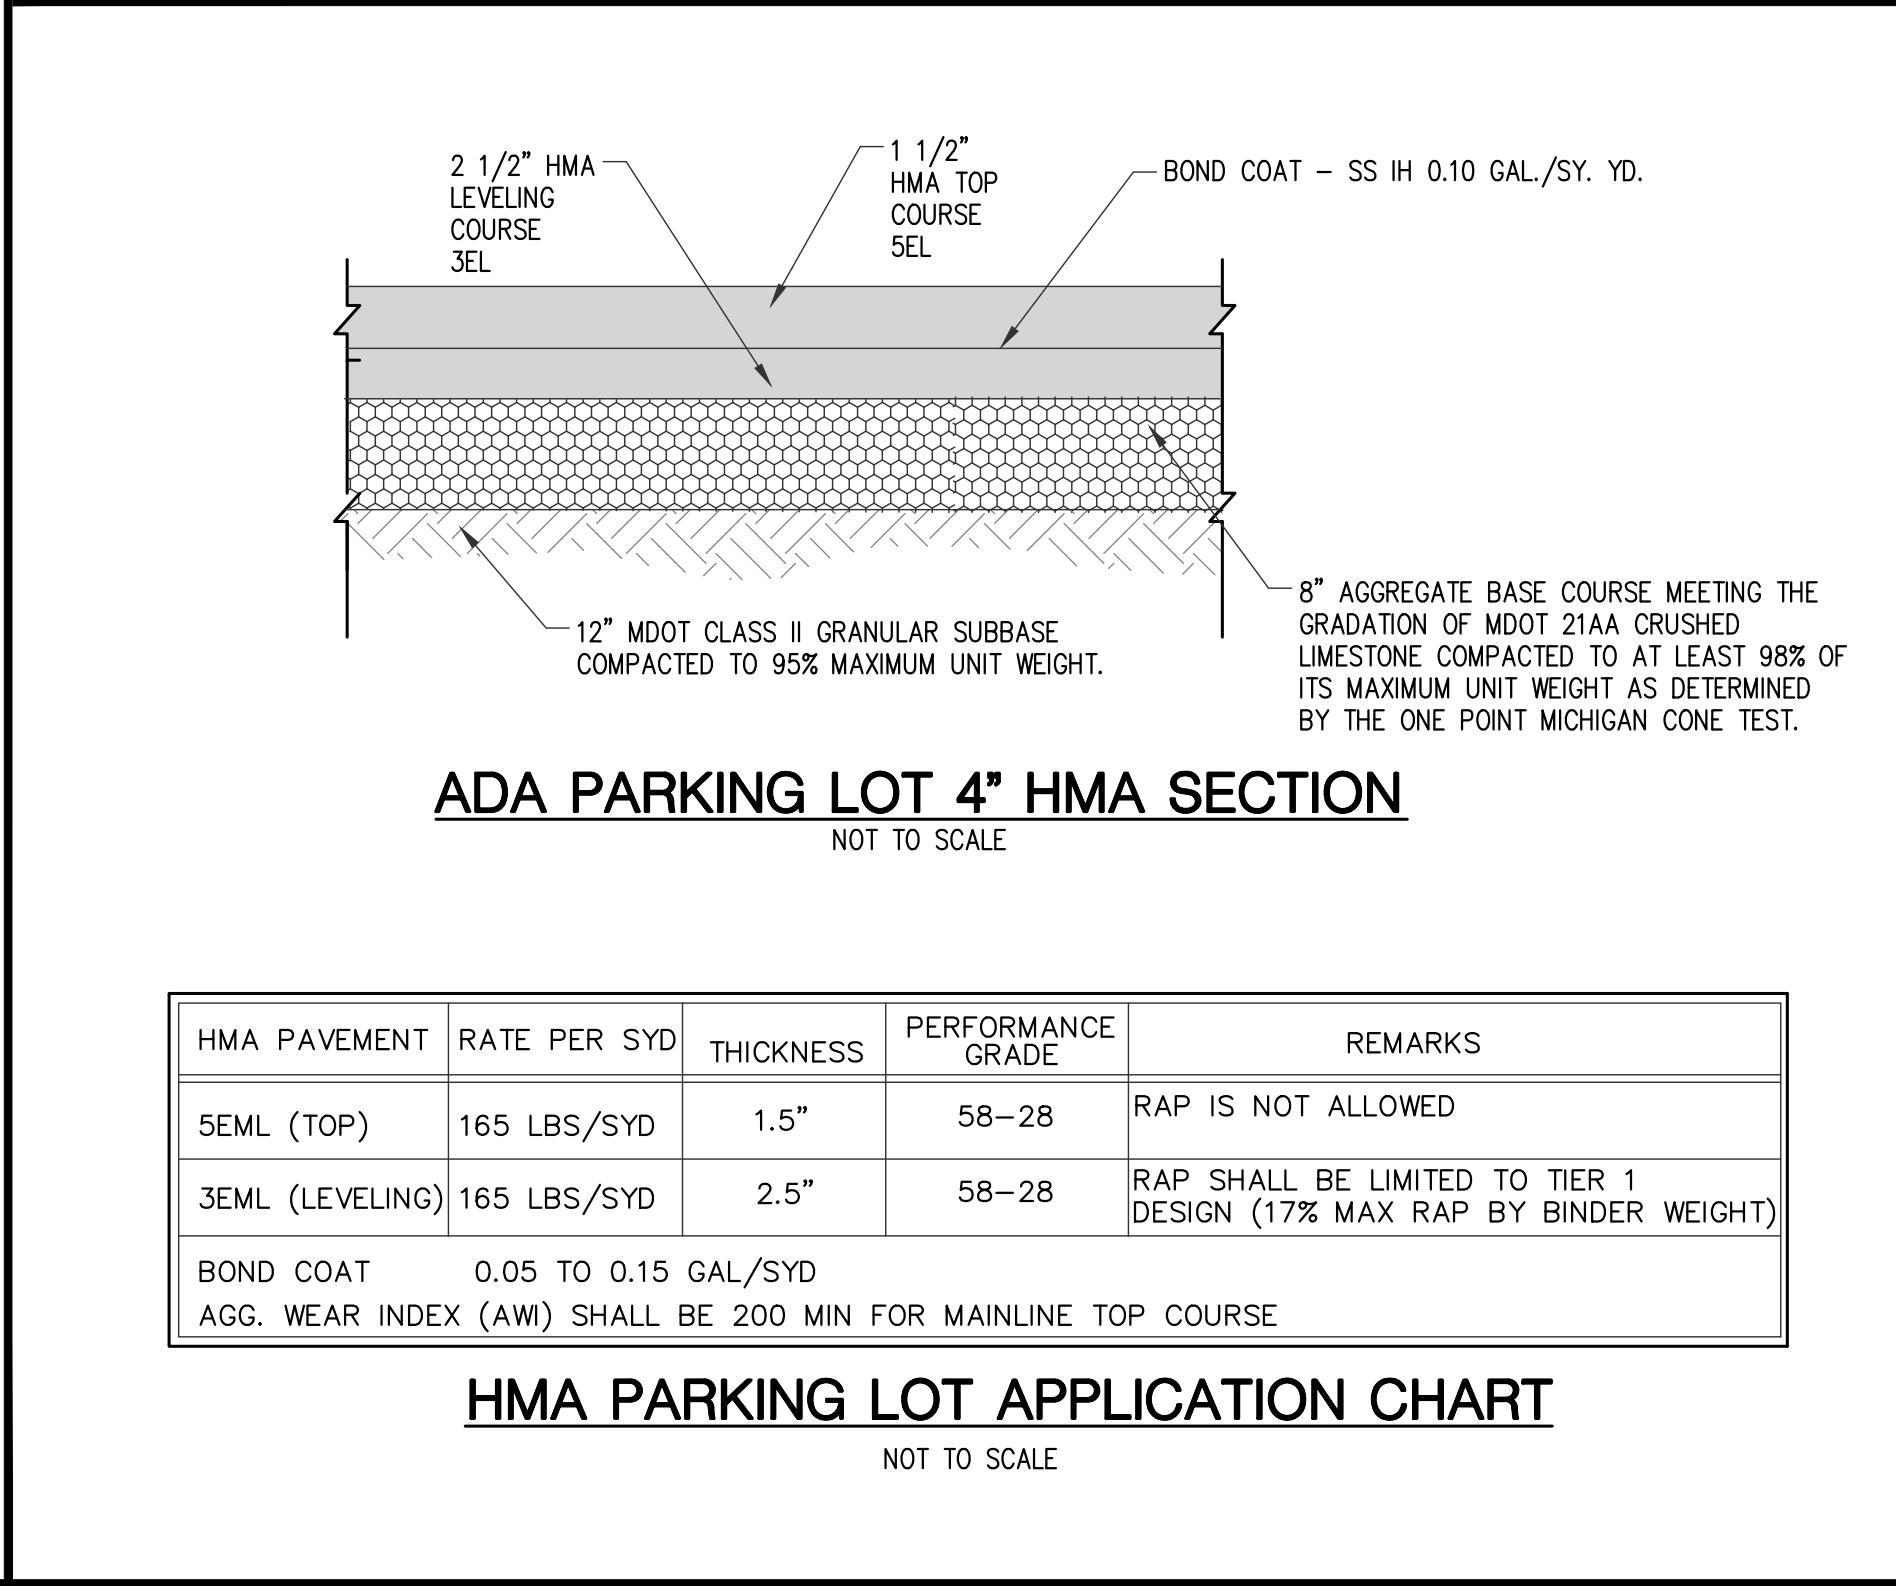 2 1/2" HMA
LEVELING
COURSE
3EL
1 1/2"
HMA TOP
COURSE
5EL
BOND COAT – SS IH 0.10 GAL./SY. YD.
12" MDOT CLASS II GRANULAR SUBBASE
COMPACTED TO 95% MAXIMUM UNIT WEIGHT.
8" AGGREGATE BASE COURSE MEETING THE
GRADATION OF MDOT 21AA CRUSHED
LIMESTONE COMPACTED TO AT LEAST 98% OF
ITS MAXIMUM UNIT WEIGHT AS DETERMINED
BY THE ONE POINT MICHIGAN CONE TEST.
ADA PARKING LOT 4" HMA SECTION
NOT TO SCALE
HMA PAVEMENT RATE PER SYD THICKNESS PERFORMANCE GRADE REMARKS
5EML (TOP) 165 LBS/SYD 1.5" 58–28 RAP IS NOT ALLOWED
3EML (LEVELING) 165 LBS/SYD 2.5" 58–28 RAP SHALL BE LIMITED TO TIER 1
DESIGN (17% MAX RAP BY BINDER WEIGHT)
BOND COAT 0.05 TO 0.15 GAL/SYD
AGG. WEAR INDEX (AWI) SHALL BE 200 MIN FOR MAINLINE TOP COURSE
HMA PARKING LOT APPLICATION CHART
NOT TO SCALE